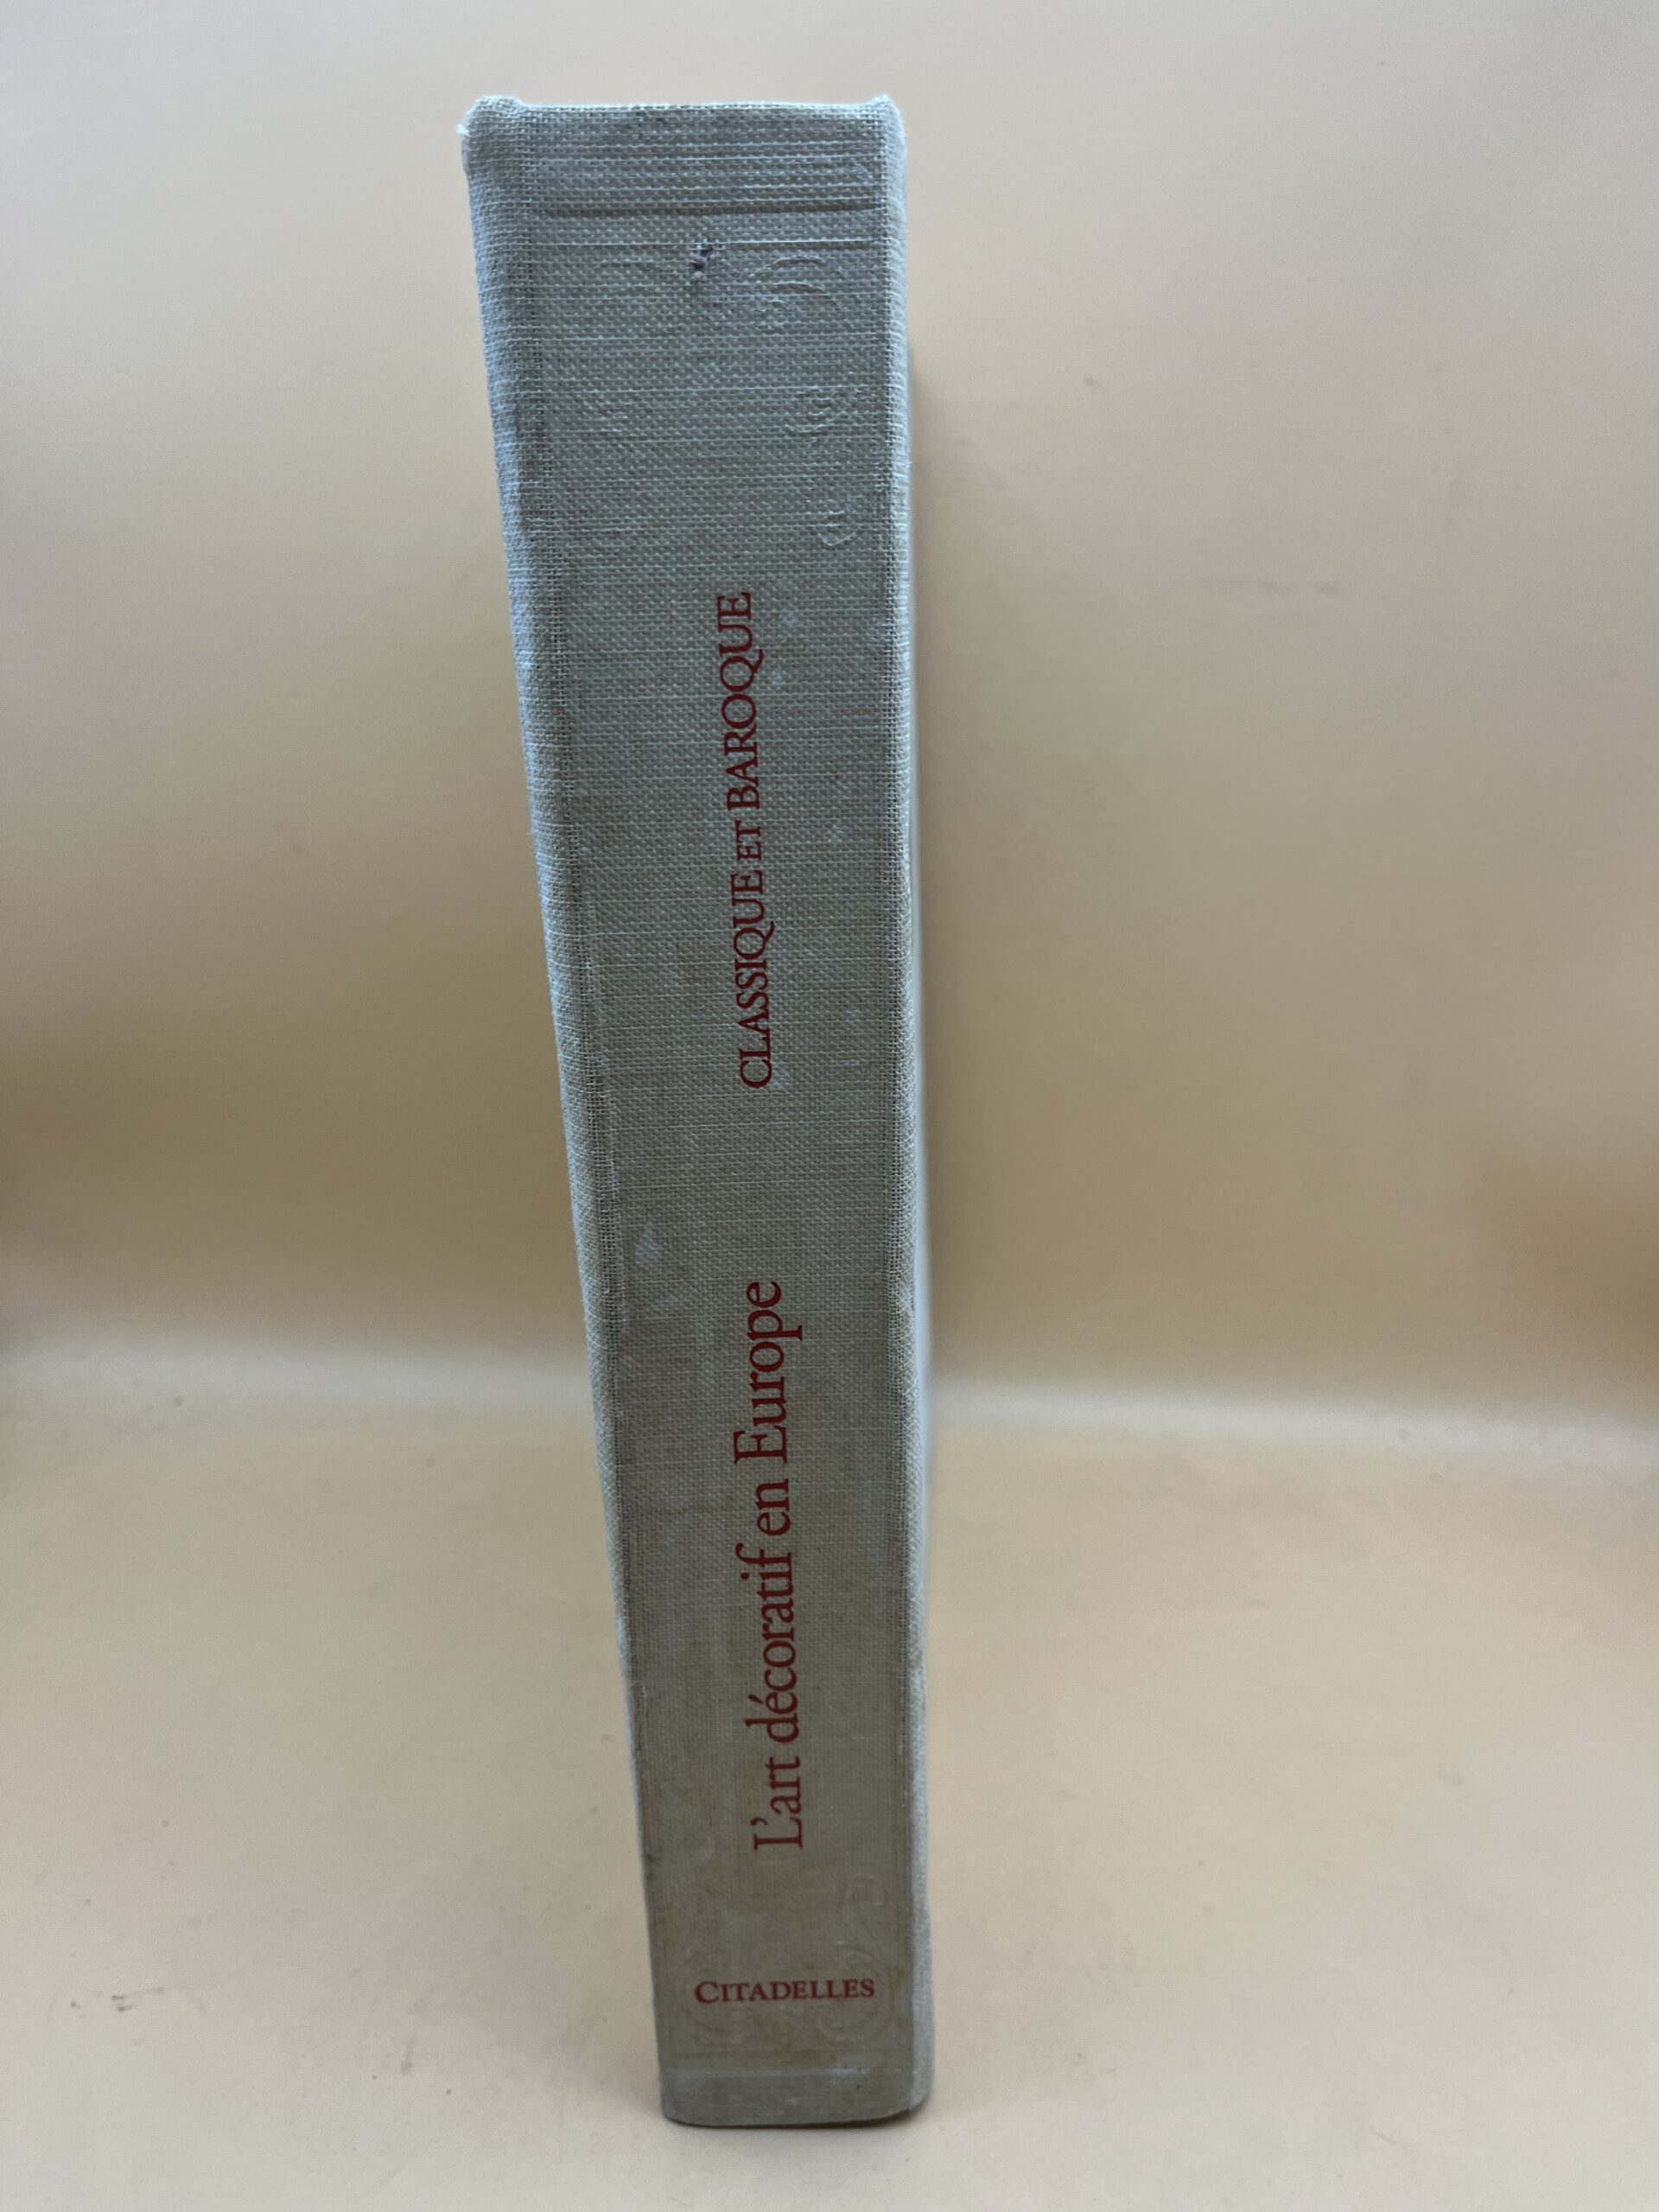 L'art décoratif en Europe
CLASSIQUE ET BAROQUE
CITADELLES